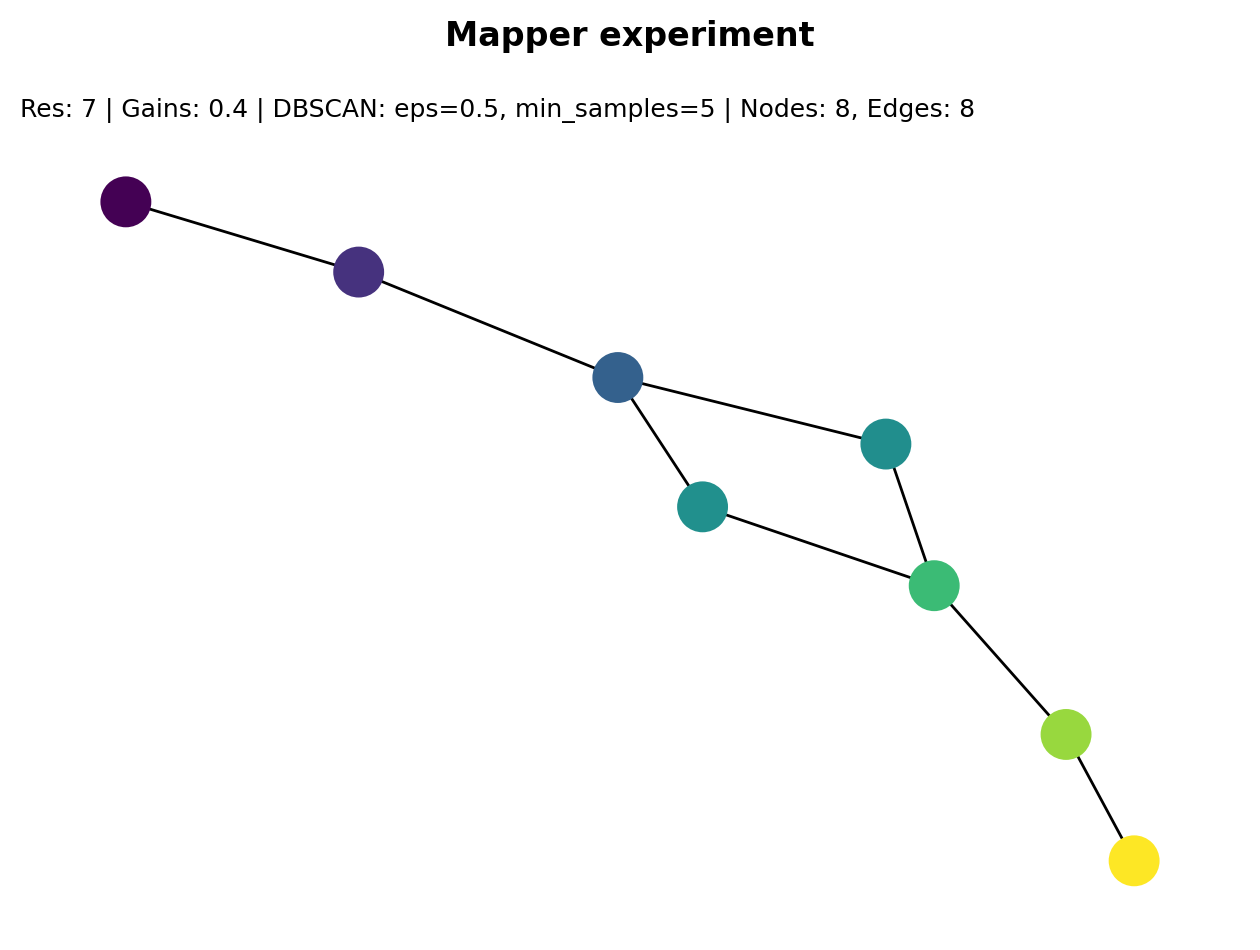 Mapper experiment
Res: 7 | Gains: 0.4 | DBSCAN: eps=0.5, min_samples=5 | Nodes: 8, Edges: 8